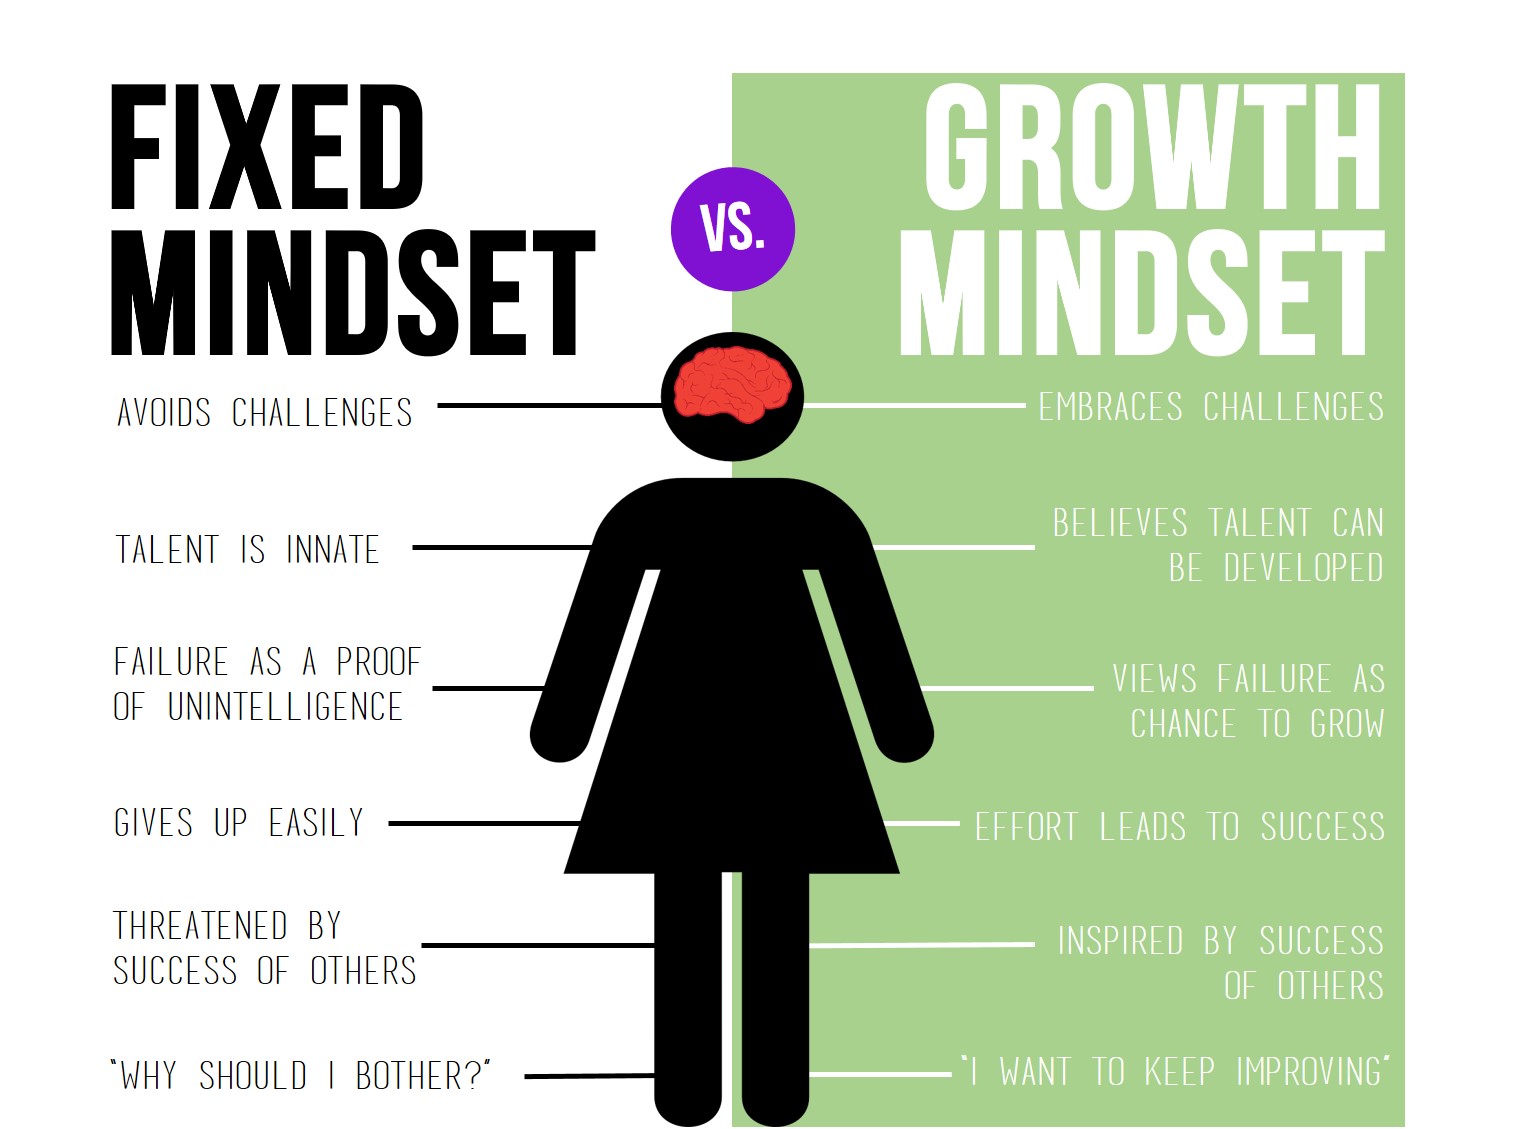 FIXED
MINDSET
VS.
GROWTH
MINDSET
AVOIDS CHALLENGES
TALENT IS INNATE
FAILURE AS A PROOF
OF UNINTELLIGENCE
GIVES UP EASILY
THREATENED BY
SUCCESS OF OTHERS
"WHY SHOULD I BOTHER?"
EMBRACES CHALLENGES
BELIEVES TALENT CAN
BE DEVELOPED
VIEWS FAILURE AS
CHANCE TO GROW
EFFORT LEADS TO SUCCESS
INSPIRED BY SUCCESS
OF OTHERS
"I WANT TO KEEP IMPROVING"